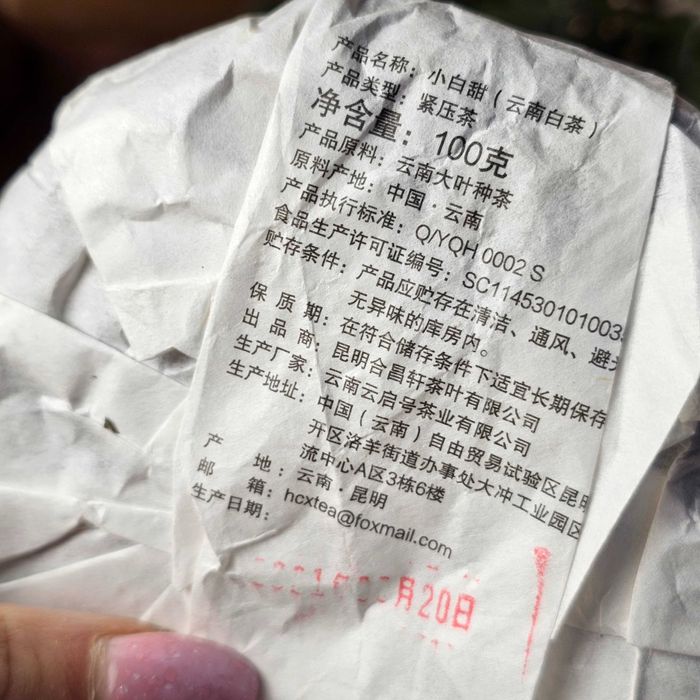 产品名称：小白甜（云南白茶）
产品类型：紧压茶
净含量：100克
产品原料：云南大叶种茶
原料产地：中国·云南
产品执行标准：Q/YQH 0002 S
食品生产许可证编号：SC114530101003
贮存条件：产品应贮存在清洁、通风、避
无异味的库房内。
保 质 期：在符合储存条件下适宜长期保存
出 品 商：昆明合昌轩茶叶有限公司
生产厂家：云南云启号茶业有限公司
生产地址：中国（云南）自由贸易试验区昆明
开区洛羊街道办事处大冲工业园区
流中心A区3栋6楼
产 地：云南·昆明
邮 箱：hcxtea@foxmail.com
生产日期：
月20日